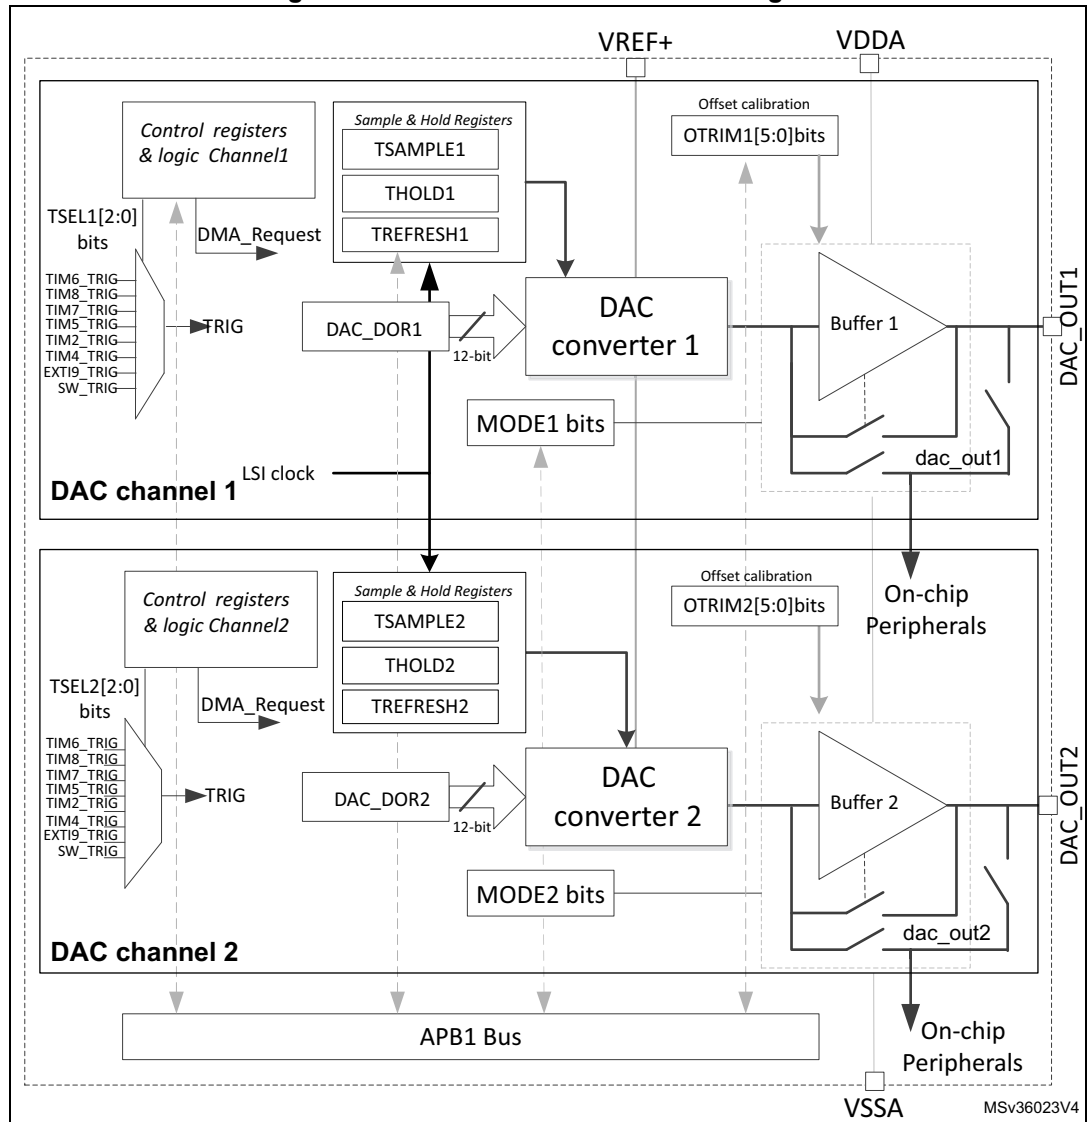 VREF+
VDDA
Control registers
& logic Channel1
Sample & Hold Registers
TSAMPLE1
THOLD1
TREFRESH1
Offset calibration
OTRIM1[5:0]bits
TSEL1[2:0]
bits
DMA_Request
TIM6_TRIG
TIM8_TRIG
TIM7_TRIG
TIM5_TRIG
TIM2_TRIG
TIM4_TRIG
EXTI9_TRIG
SW_TRIG
TRIG
DAC_DOR1
12-bit
DAC
converter 1
Buffer 1
DAC_OUT1
MODE1 bits
dac_out1
LSI clock
DAC channel 1
On-chip
Peripherals
Control registers
& logic Channel2
Sample & Hold Registers
TSAMPLE2
THOLD2
TREFRESH2
Offset calibration
OTRIM2[5:0]bits
TSEL2[2:0]
bits
DMA_Request
TIM6_TRIG
TIM8_TRIG
TIM7_TRIG
TIM5_TRIG
TIM2_TRIG
TIM4_TRIG
EXTI9_TRIG
SW_TRIG
TRIG
DAC_DOR2
12-bit
DAC
converter 2
Buffer 2
DAC_OUT2
MODE2 bits
dac_out2
DAC channel 2
APB1 Bus
On-chip
Peripherals
VSSA
MSv36023V4